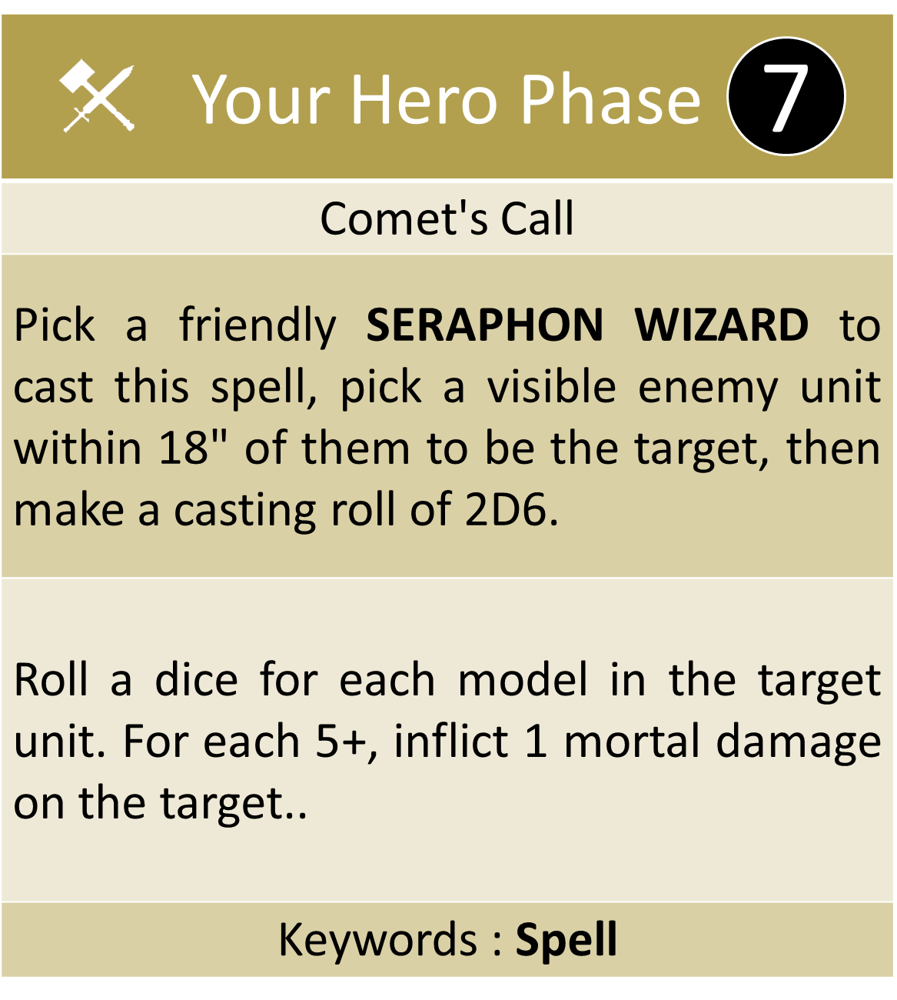 Your Hero Phase 7
Comet's Call
Pick a friendly SERAPHON WIZARD to
cast this spell, pick a visible enemy unit
within 18" of them to be the target, then
make a casting roll of 2D6.
Roll a dice for each model in the target
unit. For each 5+, inflict 1 mortal damage
on the target..
Keywords : Spell